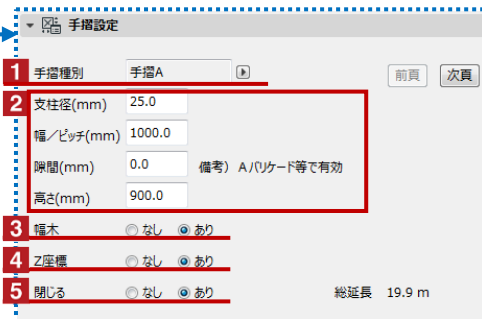 手摺設定
1 手摺種別 手摺A 前頁 次頁
2 支柱径(mm) 25.0
幅／ピッチ(mm) 1000.0
隙間(mm) 0.0 備考） Aバリケード等で有効
高さ(mm) 900.0
3 幅木 なし あり
4 Z座標 なし あり
5 閉じる なし あり 総延長 19.9 m